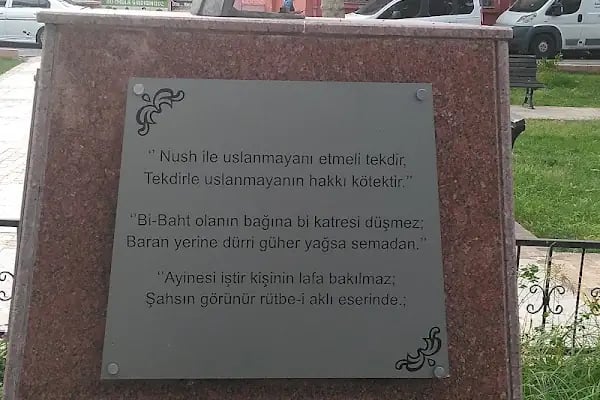 ‘’ Nush ile uslanmayanı etmeli tekdir,
Tekdirle uslanmayanın hakkı kötektir.’’
‘’Bi-Baht olanın bağına bi katresi düşmez;
Baran yerine dürri güher yağsa semadan.’’
‘’Ayinesi iştir kişinin lafa bakılmaz;
Şahsın görünür rütbe-i aklı eserinde.;